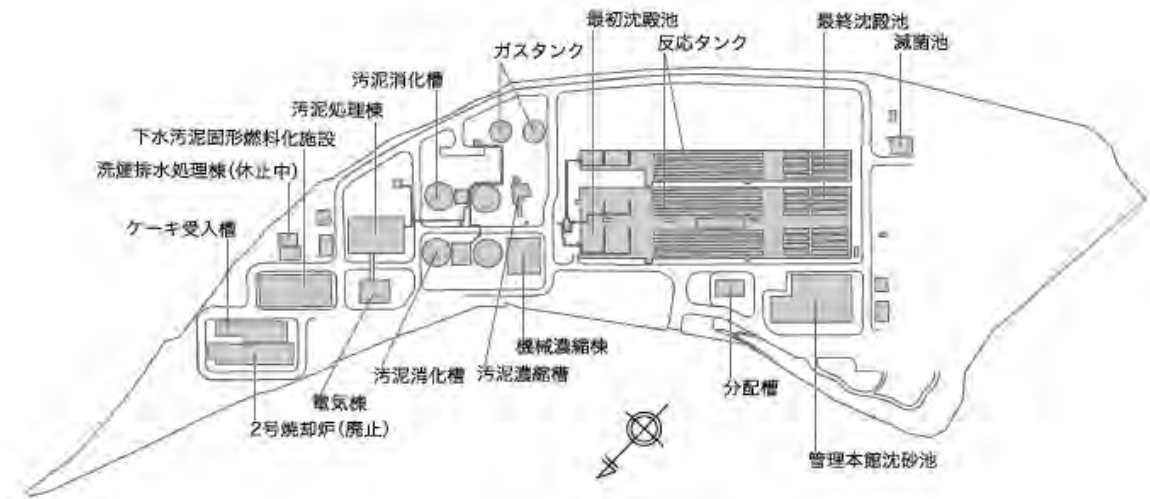 最初沈殿池
最終沈殿池
ガスタンク
反応タンク
滅菌池
汚泥消化槽
汚泥処理棟
下水汚泥固形燃料化施設
洗煙排水処理棟(休止中)
ケーキ受入槽
機械濃縮棟
汚泥消化槽
汚泥濃縮槽
分配槽
電気棟
2号焼却炉(廃止)
管理本館沈砂池